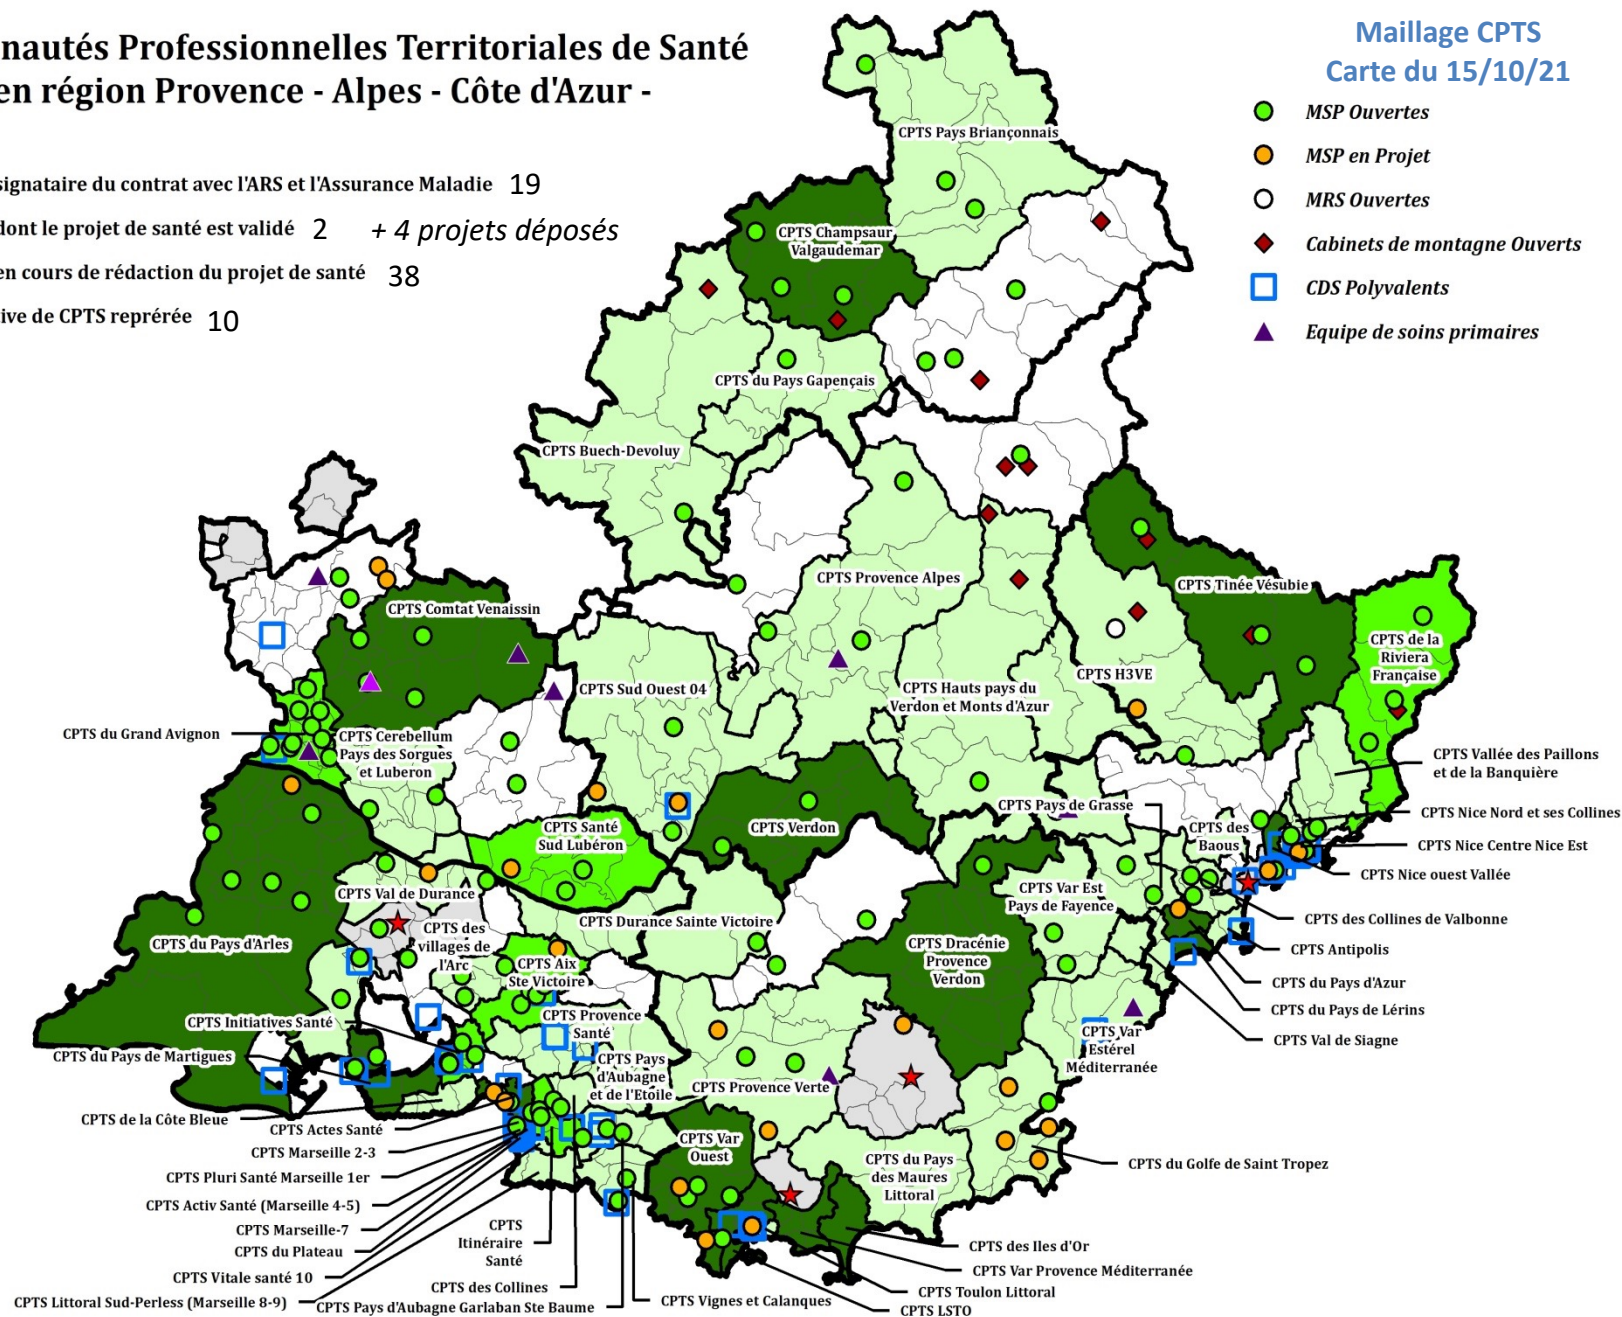 nautés Professionnelles Territoriales de Santé
en région Provence - Alpes - Côte d'Azur -
signataire du contrat avec l'ARS et l'Assurance Maladie 19
dont le projet de santé est validé 2 + 4 projets déposés
en cours de rédaction du projet de santé 38
tive de CPTS reprérée 10
Maillage CPTS
Carte du 15/10/21
MSP Ouvertes
MSP en Projet
MRS Ouvertes
Cabinets de montagne Ouverts
CDS Polyvalents
Equipe de soins primaires
CPTS Pays Briançonnais
CPTS Champsaur
Valgaudemar
CPTS du Pays Gapençais
CPTS Buech-Devoluy
CPTS Provence Alpes
CPTS Tinée Vésubie
CPTS Comtat Venaissin
CPTS de la
Riviera
Française
CPTS H3VE
CPTS Sud Ouest 04
CPTS Hauts pays du
Verdon et Monts d'Azur
CPTS du Grand Avignon
CPTS Cerebellum
Pays des Sorgues
et Luberon
CPTS Vallée des Paillons
et de la Banquière
CPTS Pays de Grasse
CPTS Nice Nord et ses Collines
CPTS Santé
Sud Lubéron
CPTS Verdon
CPTS des
Baous
CPTS Nice Centre Nice Est
CPTS Nice ouest Vallée
CPTS Val de Durance
CPTS Var Est
Pays de Fayence
CPTS Durance Sainte Victoire
CPTS des Collines de Valbonne
CPTS du Pays d'Arles
CPTS des
villages de
l'Arc
CPTS Dracénie
Provence
Verdon
CPTS Antipolis
CPTS Aix
Ste Victoire
CPTS du Pays d'Azur
CPTS du Pays de Lérins
CPTS Initiatives Santé
CPTS Provence
Santé
CPTS Var
Estérel
Méditerranée
CPTS Val de Siagne
CPTS du Pays de Martigues
CPTS Pays
d'Aubagne
et de l'Etoile
CPTS Provence Verte
CPTS de la Côte Bleue
CPTS Actes Santé
CPTS Marseille 2-3
CPTS Var
Ouest
CPTS du Pays
des Maures
Littoral
CPTS du Golfe de Saint Tropez
CPTS Pluri Santé Marseille 1er
CPTS Activ Santé (Marseille 4-5)
CPTS Marseille-7
CPTS du Plateau
CPTS
Itinéraire
Santé
CPTS des Iles d'Or
CPTS Vitale santé 10
CPTS Var Provence Méditerranée
CPTS des Collines
CPTS Toulon Littoral
CPTS Littoral Sud-Perless (Marseille 8-9)
CPTS Pays d'Aubagne Garlaban Ste Baume
CPTS Vignes et Calanques
CPTS LSTO